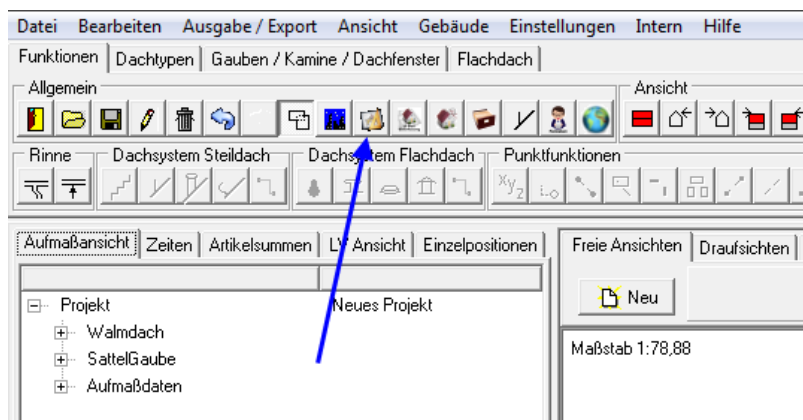 Datei Bearbeiten Ausgabe / Export Ansicht Gebäude Einstellungen Intern Hilfe
Funktionen Dachtypen Gauben / Kamine / Dachfenster Flachdach
Allgemein Ansicht
Rinne Dachsystem Steildach Dachsystem Flachdach Punktfunktionen
xy2
Aufmaßansicht Zeiten Artikelsummen LV Ansicht Einzelpositionen Freie Ansichten Draufsichten
Neu
Projekt Neues Projekt
Walmdach
Maßstab 1:78,88
SattelGaube
Aufmaßdaten